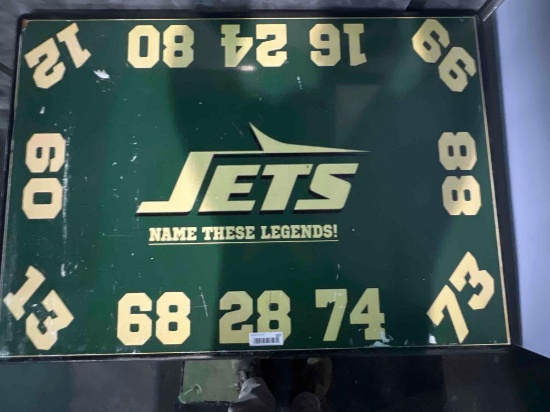 12 80 24 16 99
60 88
JETS
NAME THESE LEGENDS!
13 68 28 74 73